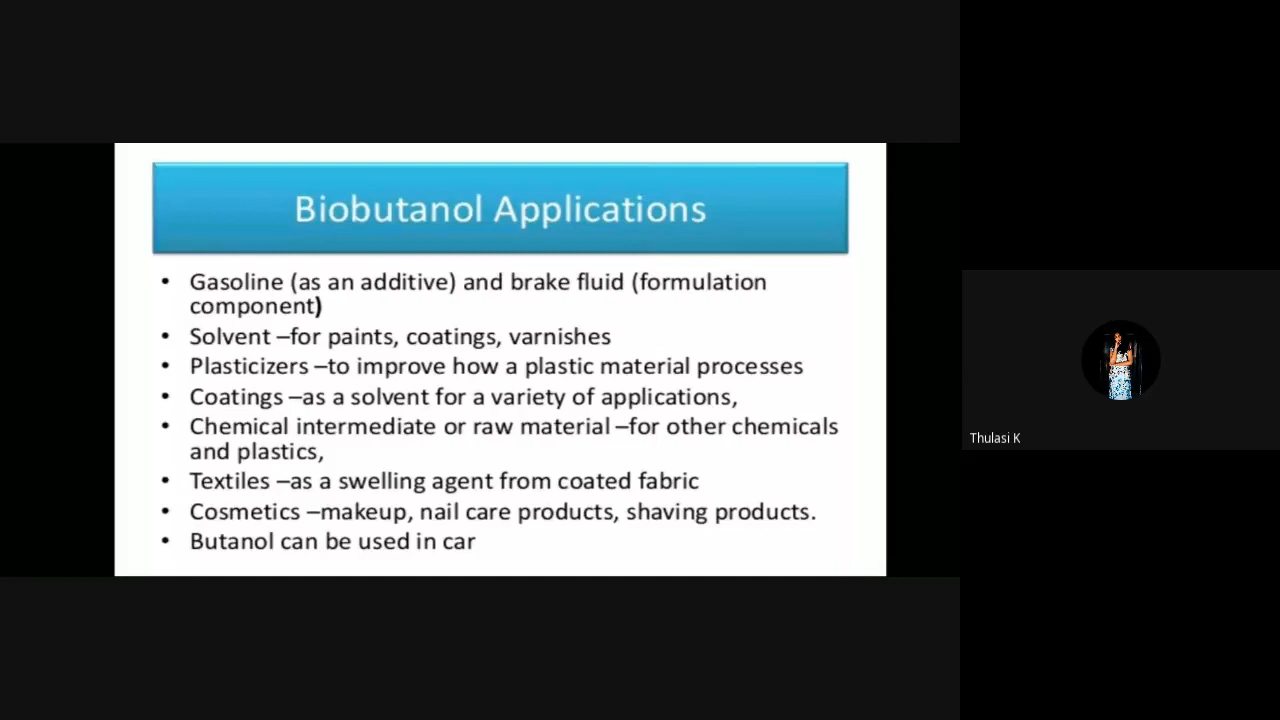 Biobutanol Applications
• Gasoline (as an additive) and brake fluid (formulation
component)
• Solvent –for paints, coatings, varnishes
• Plasticizers –to improve how a plastic material processes
• Coatings –as a solvent for a variety of applications,
• Chemical intermediate or raw material –for other chemicals
and plastics,
• Textiles –as a swelling agent from coated fabric
• Cosmetics –makeup, nail care products, shaving products.
• Butanol can be used in car
Thulasi K